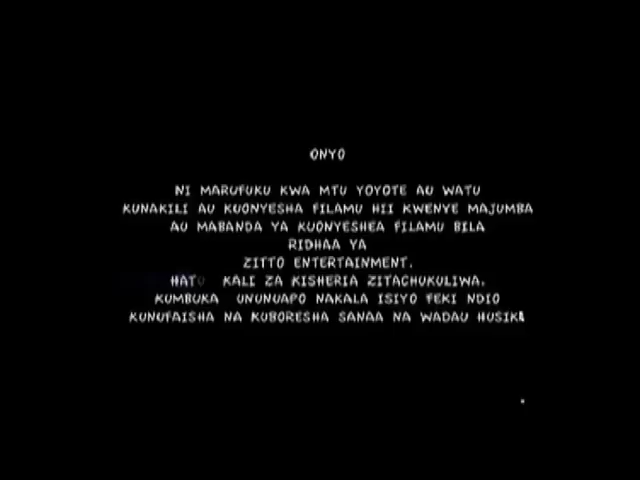 ONYO
NI MARUFUKU KWA MTU YOYOTE AU WATU
KUNAKILI AU KUONYESHA FILAMU HII KWENYE MAJUMBA
AU MABANDA YA KUONYESHEA FILAMU BILA
RIDHAA YA
ZITTO ENTERTAINMENT.
KALI ZA KISHERIA ZITACHUKULIWA.
KUMBUKA UNUNUAPO NAKALA ISIYO FEKI NDIO
KUNUFAISHA NA KUBORESHA SANAA NA WADAU